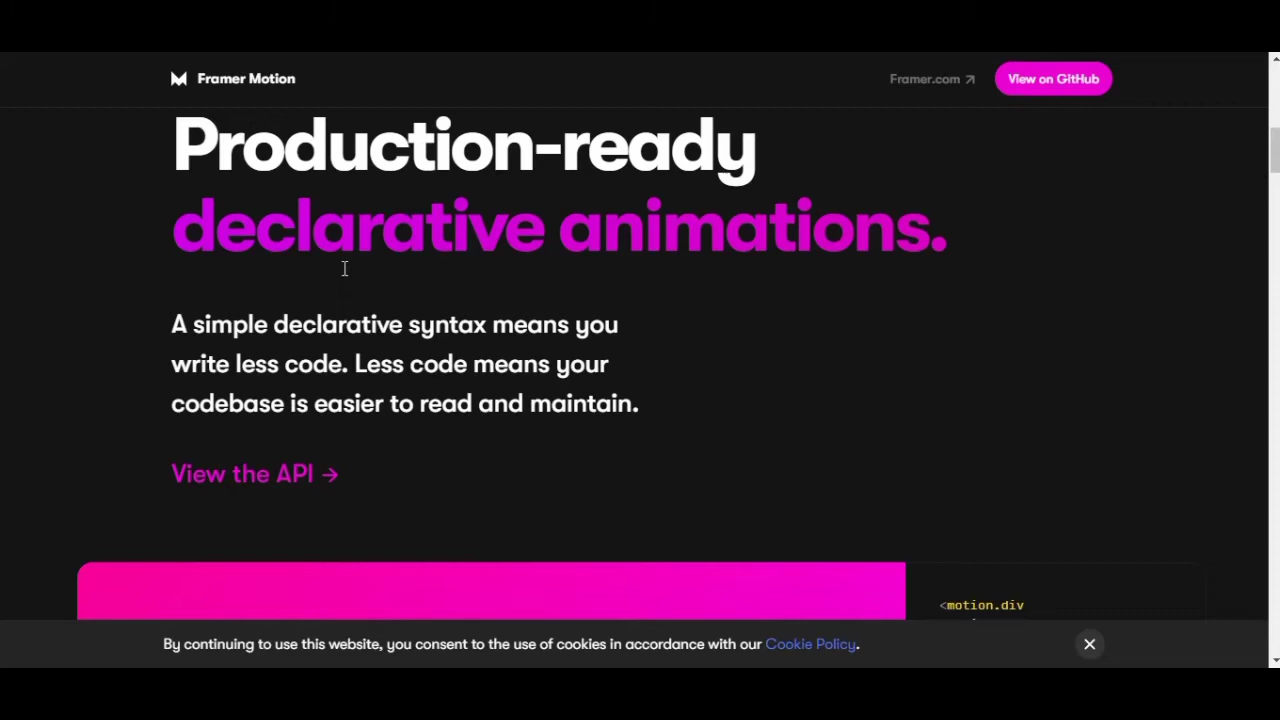 Framer Motion
Framer.com ↗
View on GitHub
Production-ready
declarative animations.
A simple declarative syntax means you
write less code. Less code means your
codebase is easier to read and maintain.
View the API →
<motion.div
By continuing to use this website, you consent to the use of cookies in accordance with our Cookie Policy.